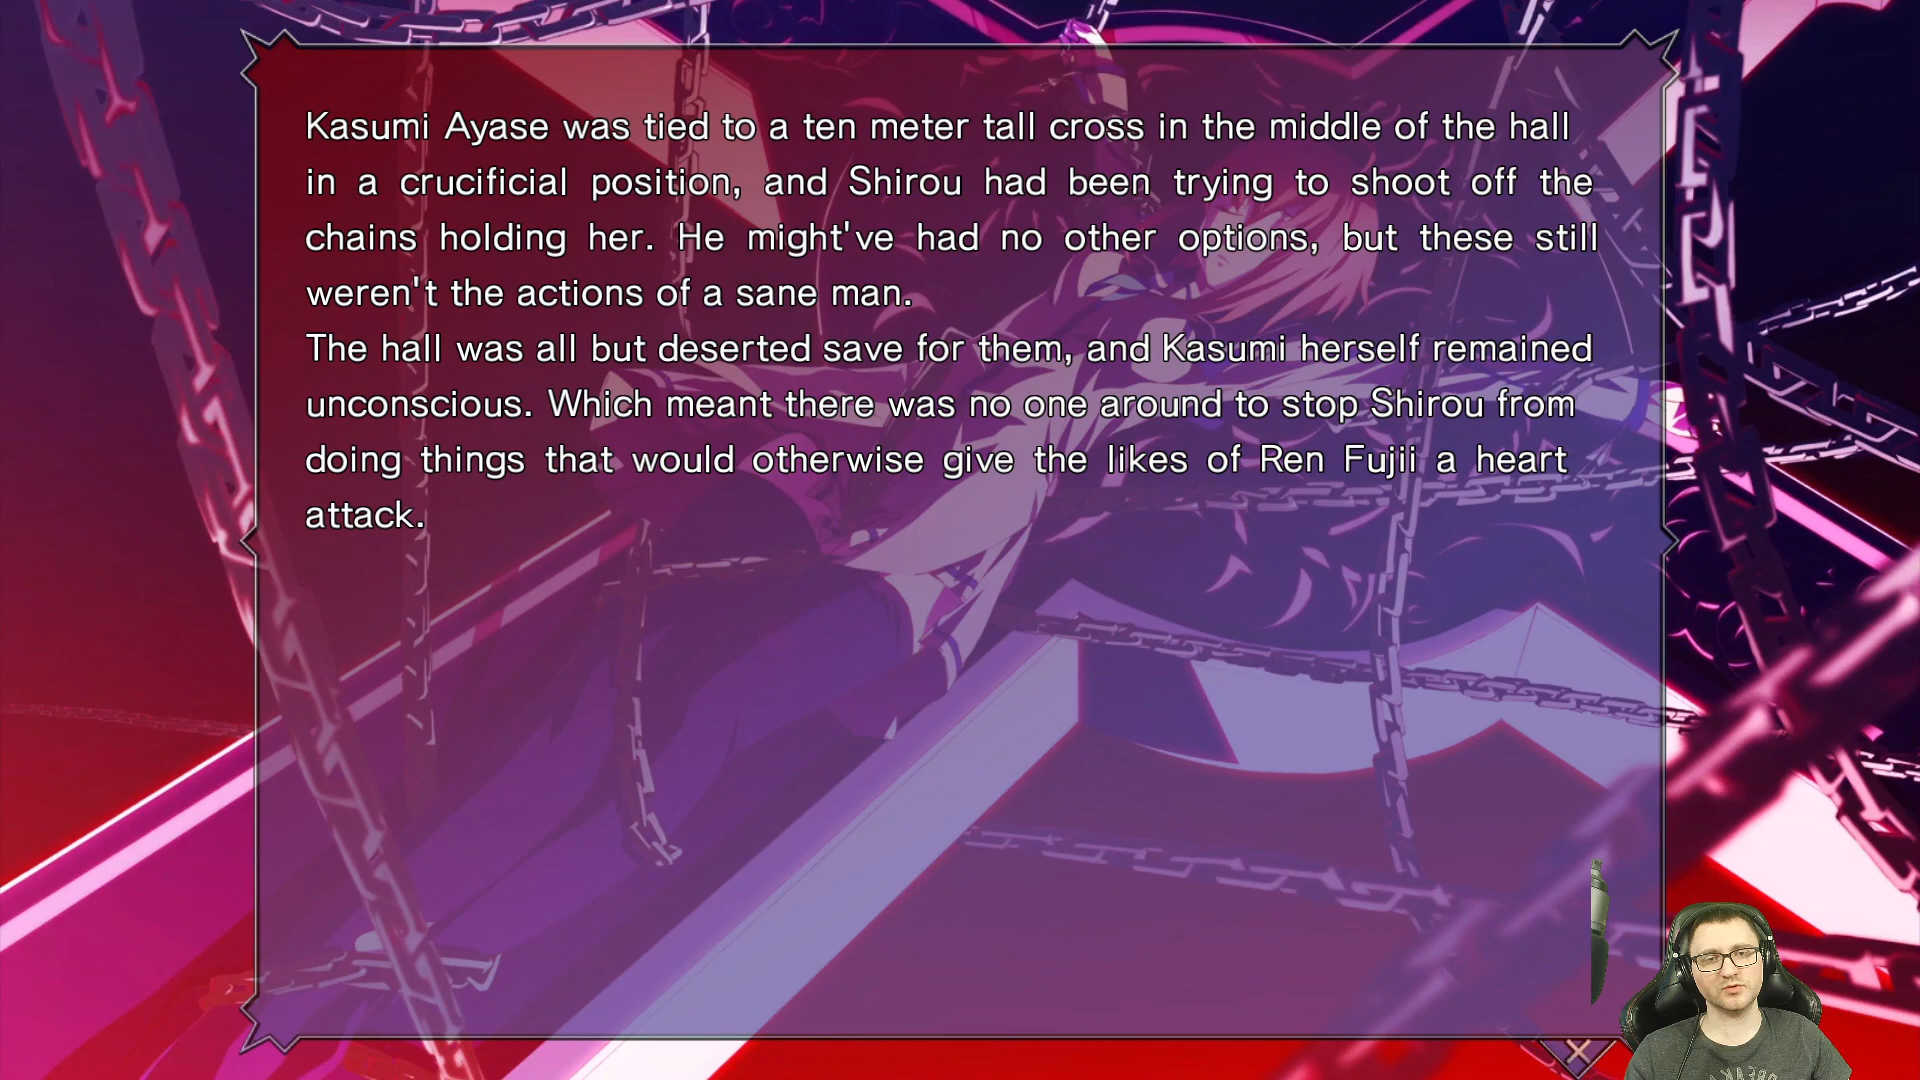 Kasumi Ayase was tied to a ten meter tall cross in the middle of the hall
in a crucificial position, and Shirou had been trying to shoot off the
chains holding her. He might've had no other options, but these still
weren't the actions of a sane man.
The hall was all but deserted save for them, and Kasumi herself remained
unconscious. Which meant there was no one around to stop Shirou from
doing things that would otherwise give the likes of Ren Fujii a heart
attack.